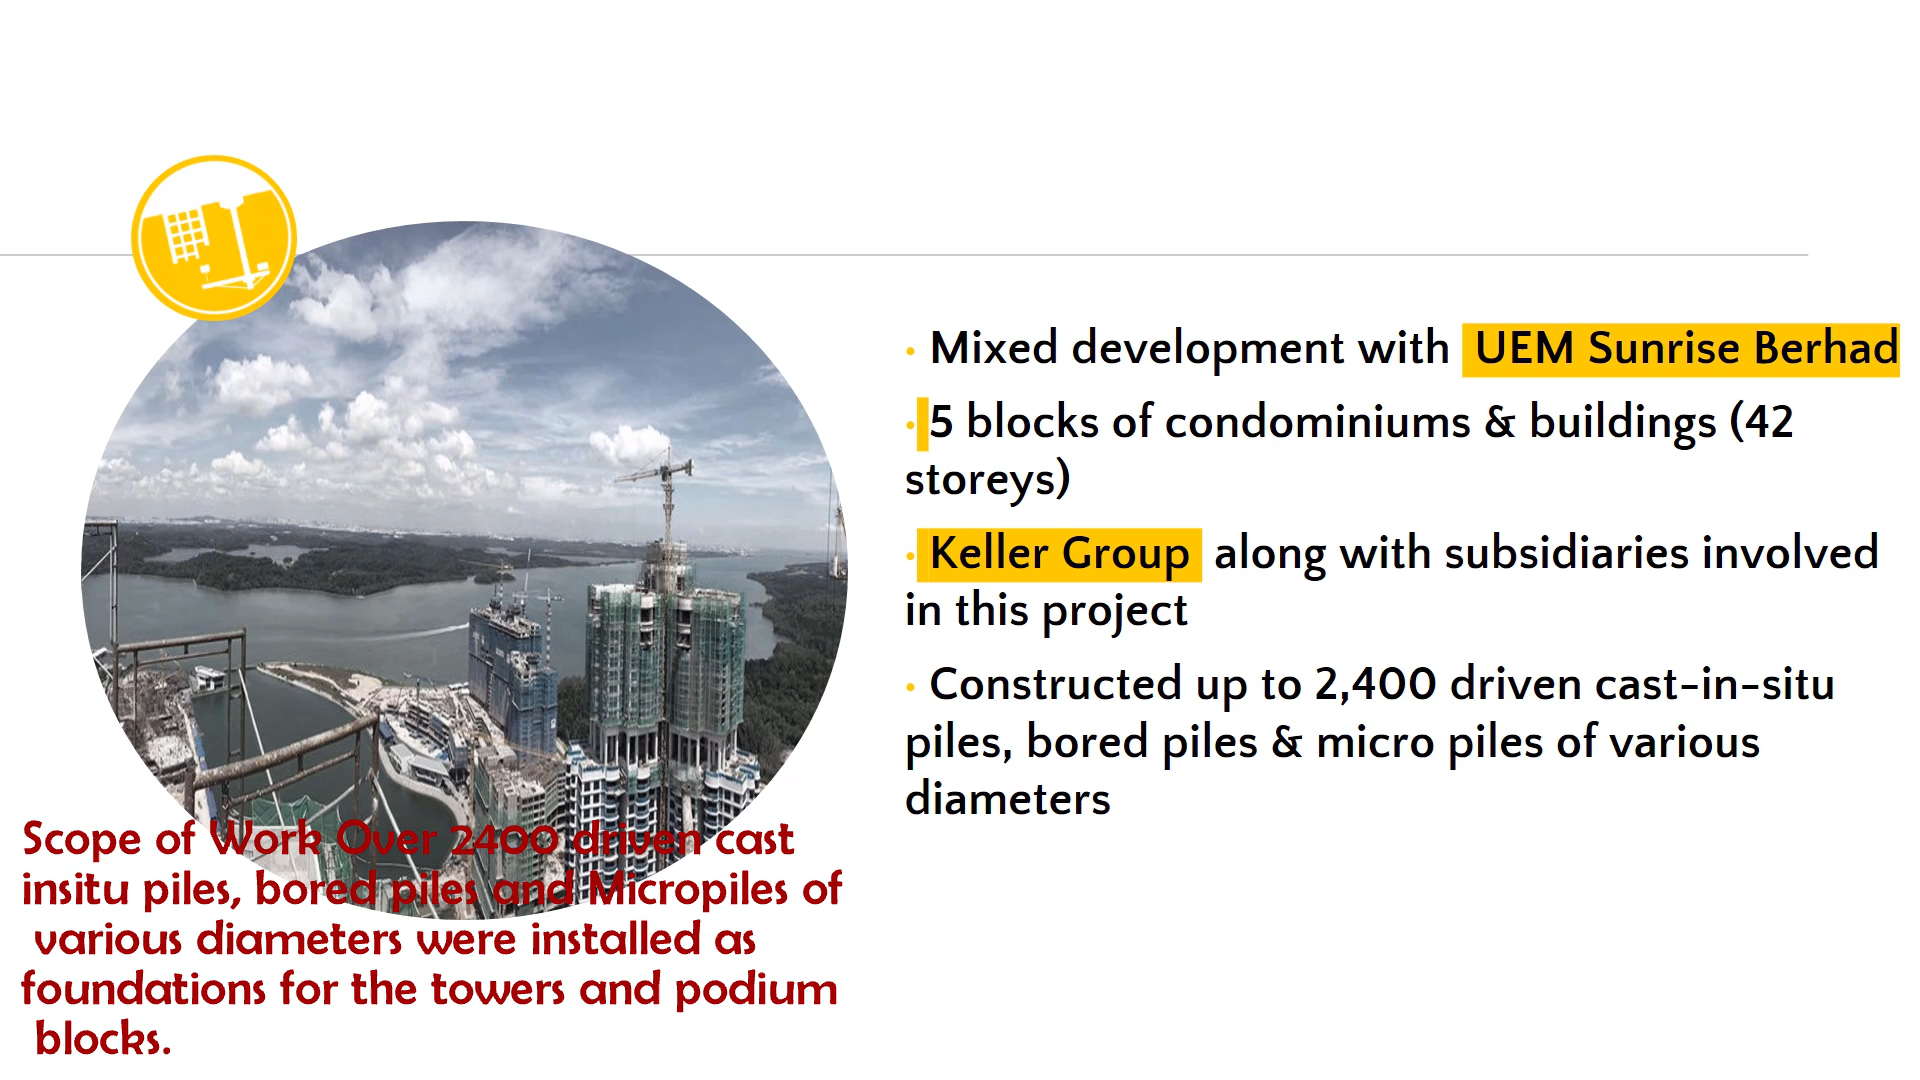 • Mixed development with UEM Sunrise Berhad
• 5 blocks of condominiums & buildings (42
storeys)
• Keller Group along with subsidiaries involved
in this project
• Constructed up to 2,400 driven cast-in-situ
piles, bored piles & micro piles of various
diameters
Scope of Work Over 2400 driven cast
insitu piles, bored piles and Micropiles of
various diameters were installed as
foundations for the towers and podium
blocks.